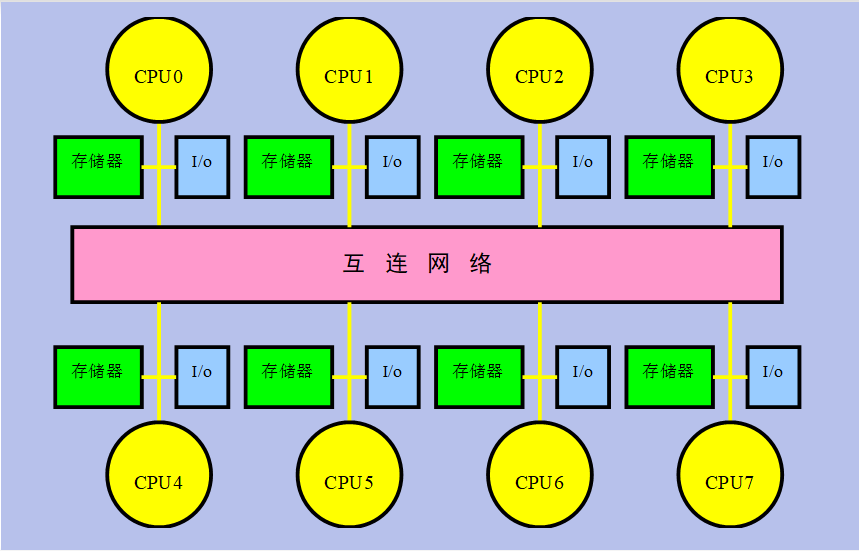 CPU0 CPU1 CPU2 CPU3
存储器 I/o 存储器 I/o 存储器 I/o 存储器 I/o
互 连 网 络
存储器 I/o 存储器 I/o 存储器 I/o 存储器 I/o
CPU4 CPU5 CPU6 CPU7